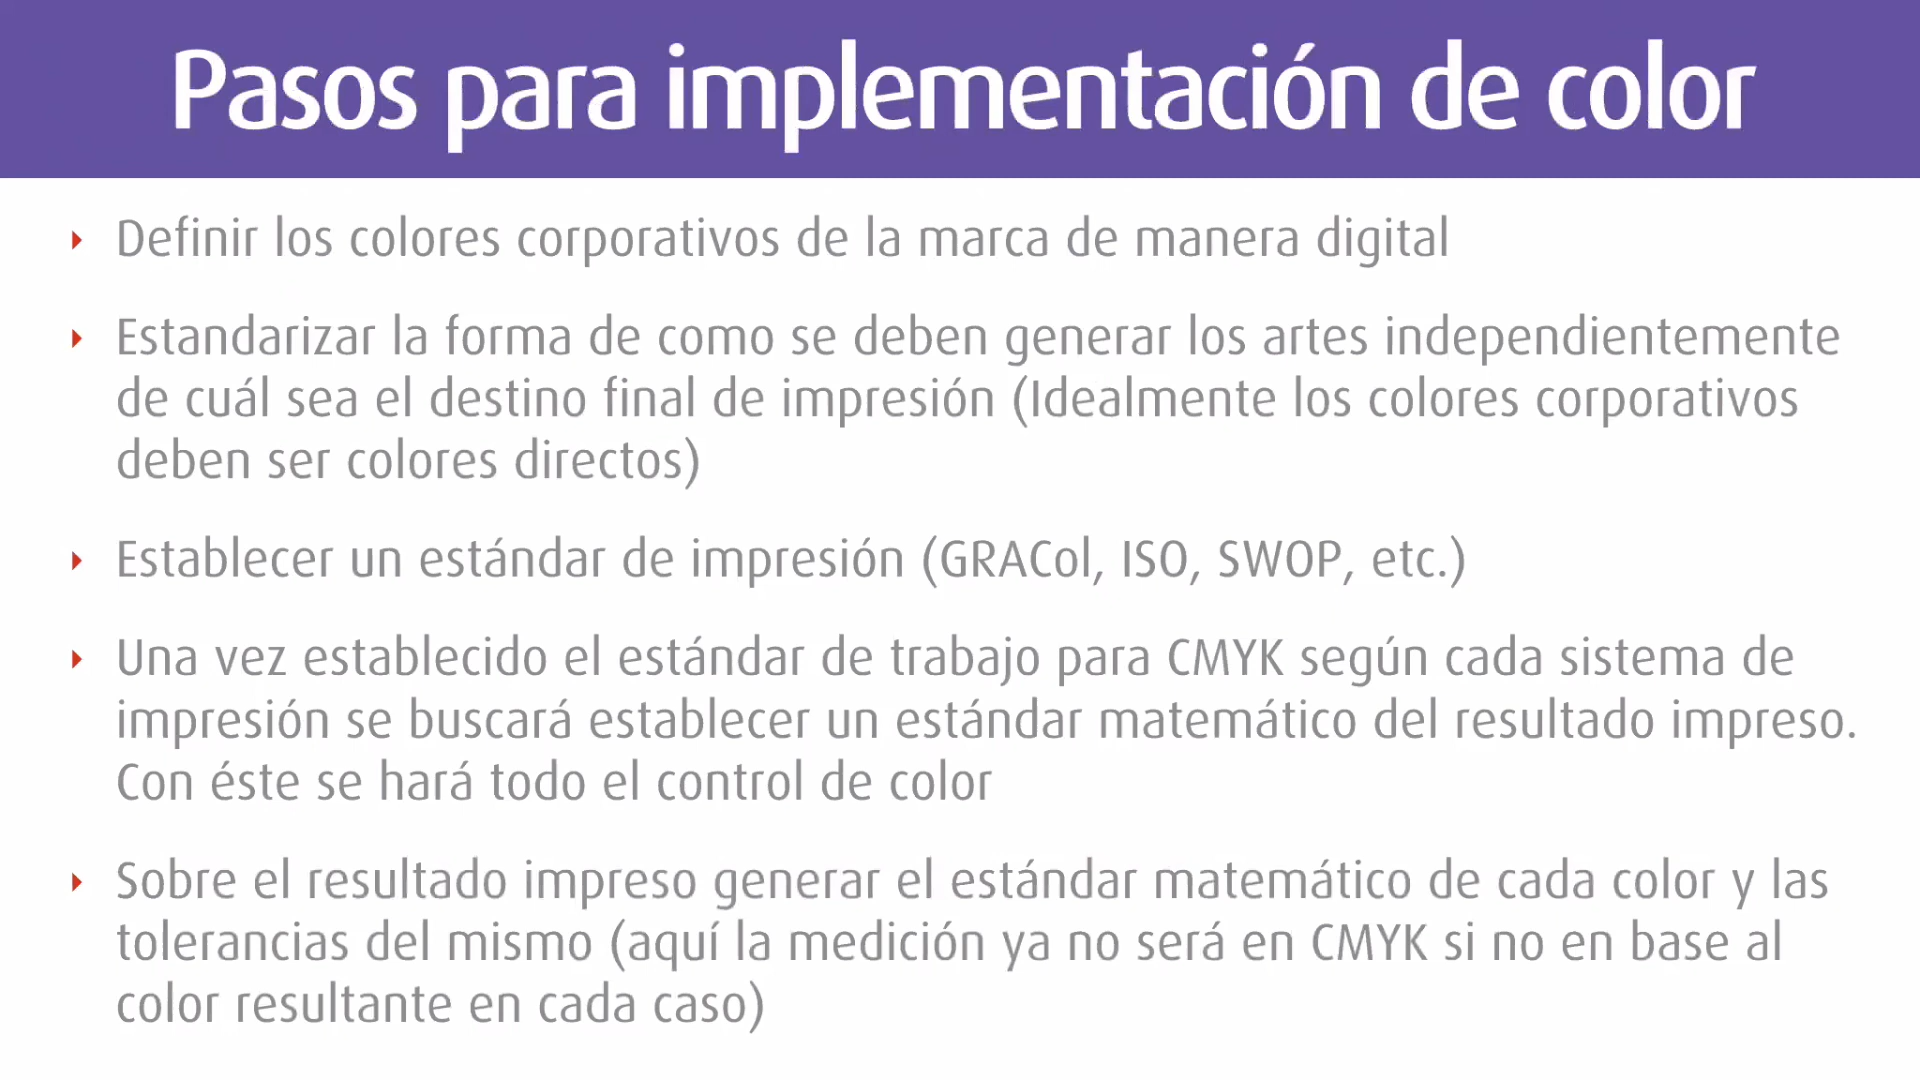 Pasos para implementación de color
‣ Definir los colores corporativos de la marca de manera digital
‣ Estandarizar la forma de como se deben generar los artes independientemente
de cuál sea el destino final de impresión (Idealmente los colores corporativos
deben ser colores directos)
‣ Establecer un estándar de impresión (GRACol, ISO, SWOP, etc.)
‣ Una vez establecido el estándar de trabajo para CMYK según cada sistema de
impresión se buscará establecer un estándar matemático del resultado impreso.
Con éste se hará todo el control de color
‣ Sobre el resultado impreso generar el estándar matemático de cada color y las
tolerancias del mismo (aquí la medición ya no será en CMYK si no en base al
color resultante en cada caso)